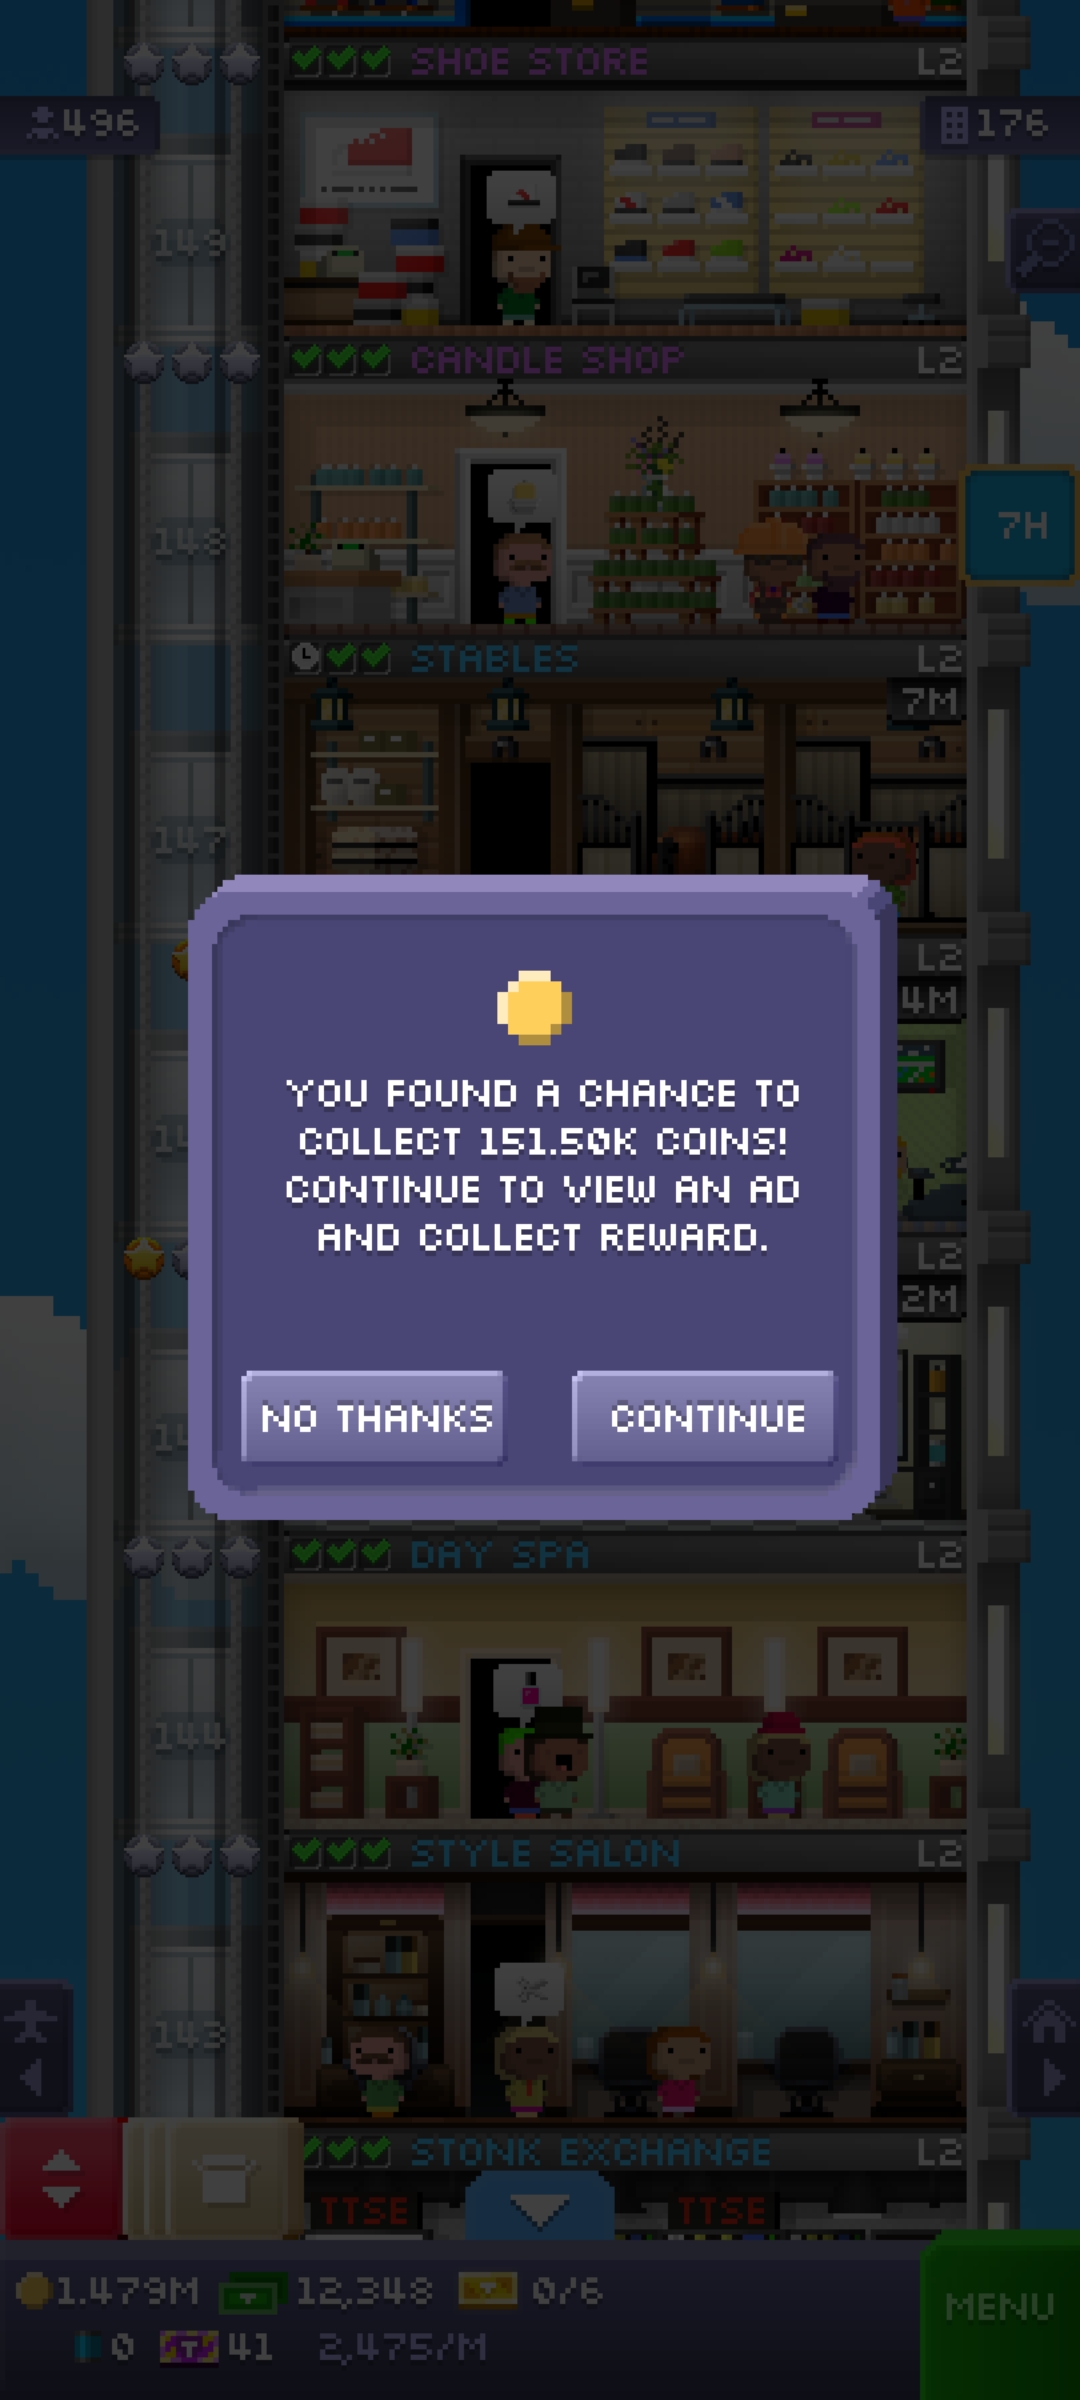 SHOE STORE L2
496
176
149
CANDLE SHOP L2
148
7H
STABLES L2
7M
147
L2
4M
YOU FOUND A CHANCE TO
COLLECT 151.50K COINS!
CONTINUE TO VIEW AN AD
AND COLLECT REWARD.
L2
2M
NO THANKS
CONTINUE
DAY SPA L2
144
STYLE SALON L2
143
STONK EXCHANGE L2
TTSE TTSE
1.479M 12,348 0/6
MENU
0 41 2,475/M